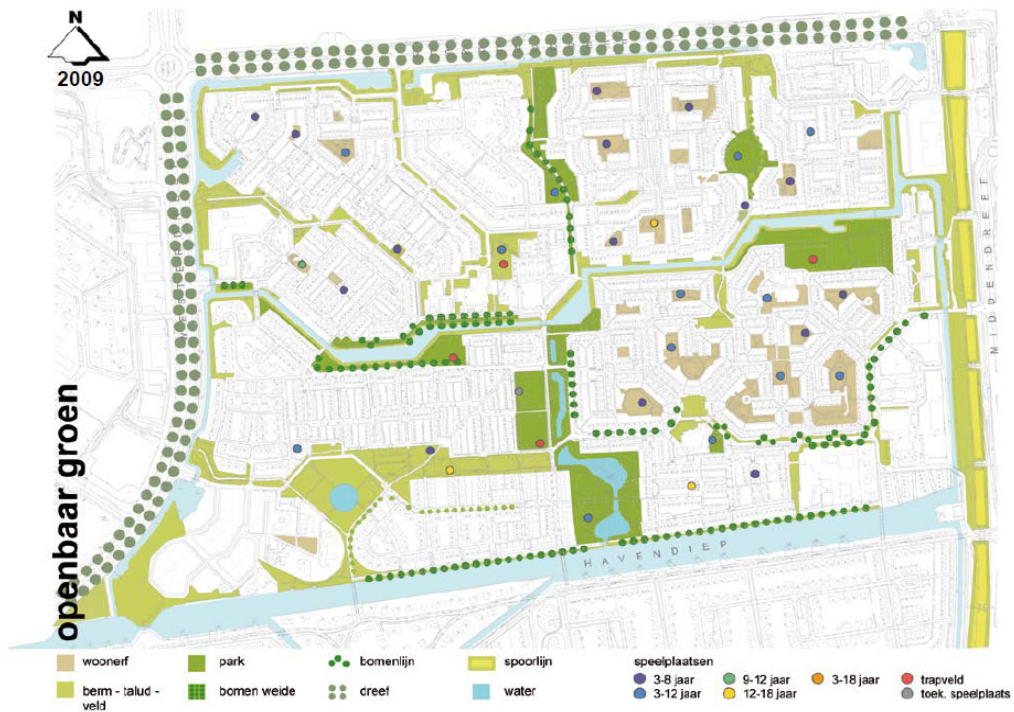 N
2009
openbaar groen
MIDDENDREEF
HAVENDIEP
woonerf
park
bomenlijn
spoorlijn
speelplaatsen
3-8 jaar
9-12 jaar
3-18 jaar
trapveld
berm - talud -
veld
bomen weide
dreef
water
3-12 jaar
12-18 jaar
toek. speelplaats